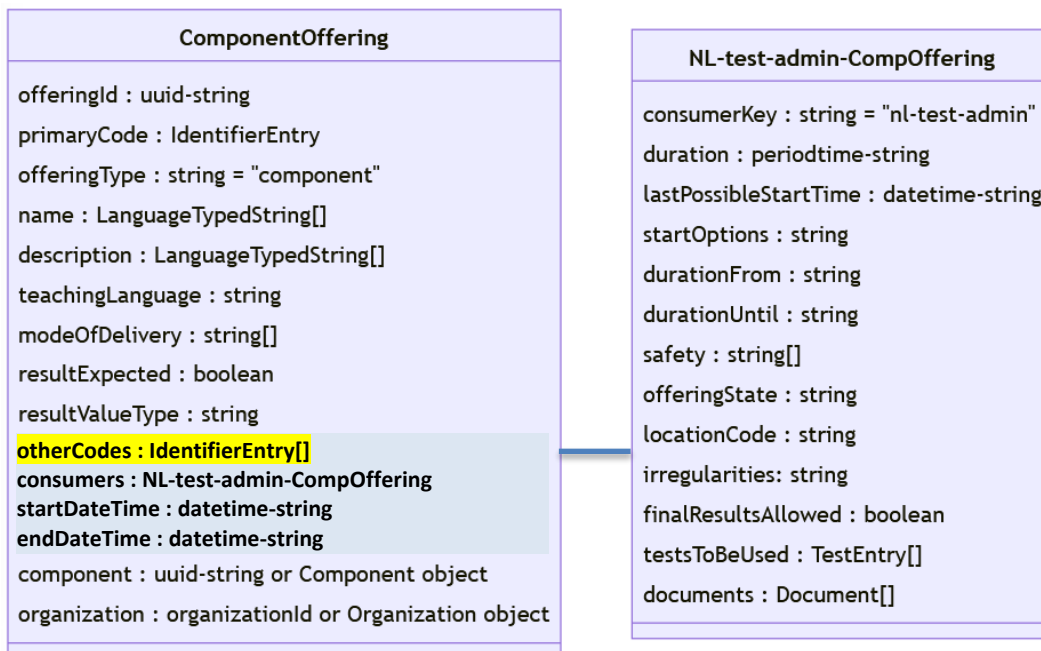 ComponentOffering
offeringId : uuid-string
primaryCode : IdentifierEntry
offeringType : string = "component"
name : LanguageTypedString[]
description : LanguageTypedString[]
teachingLanguage : string
modeOfDelivery : string[]
resultExpected : boolean
resultValueType : string
otherCodes : IdentifierEntry[]
consumers : NL-test-admin-CompOffering
startDateTime : datetime-string
endDateTime : datetime-string
component : uuid-string or Component object
organization : organizationId or Organization object
NL-test-admin-CompOffering
consumerKey : string = "nl-test-admin"
duration : periodtime-string
lastPossibleStartTime : datetime-string
startOptions : string
durationFrom : string
durationUntil : string
safety : string[]
offeringState : string
locationCode : string
irregularities: string
finalResultsAllowed : boolean
testsToBeUsed : TestEntry[]
documents : Document[]